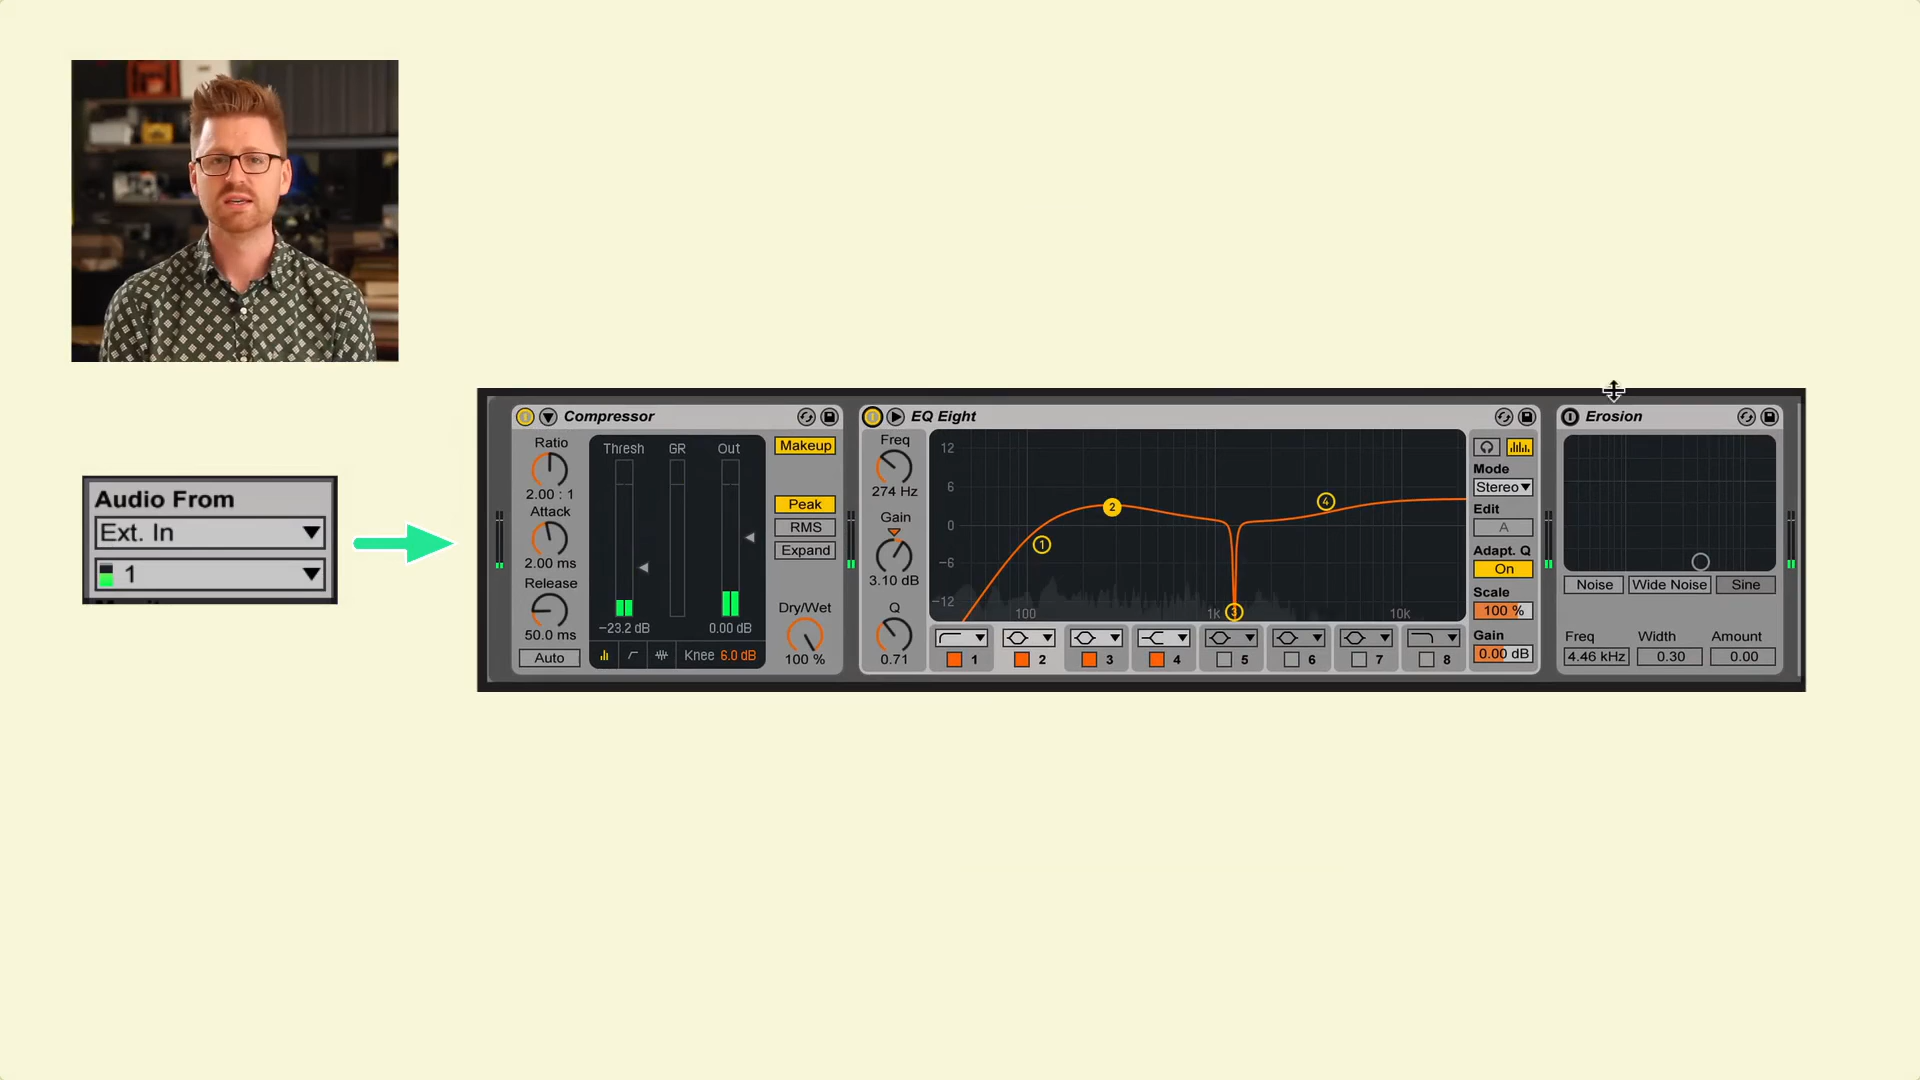 Audio From
Ext. In
1
Compressor
Ratio
2.00 : 1
Attack
2.00 ms
Release
50.0 ms
Auto
Thresh GR Out
−23.2 dB 0.00 dB
Knee 6.0 dB
Makeup
Peak
RMS
Expand
Dry/Wet
100 %
EQ Eight
Freq
274 Hz
Gain
3.10 dB
Q
0.71
12
6
0
−6
−12
100 1k 10k
1
2
3
4
1 2 3 4 5 6 7 8
Mode
Stereo
Edit
A
Adapt. Q
On
Scale
100 %
Gain
0.00 dB
Erosion
Noise Wide Noise Sine
Freq Width Amount
4.46 kHz 0.30 0.00